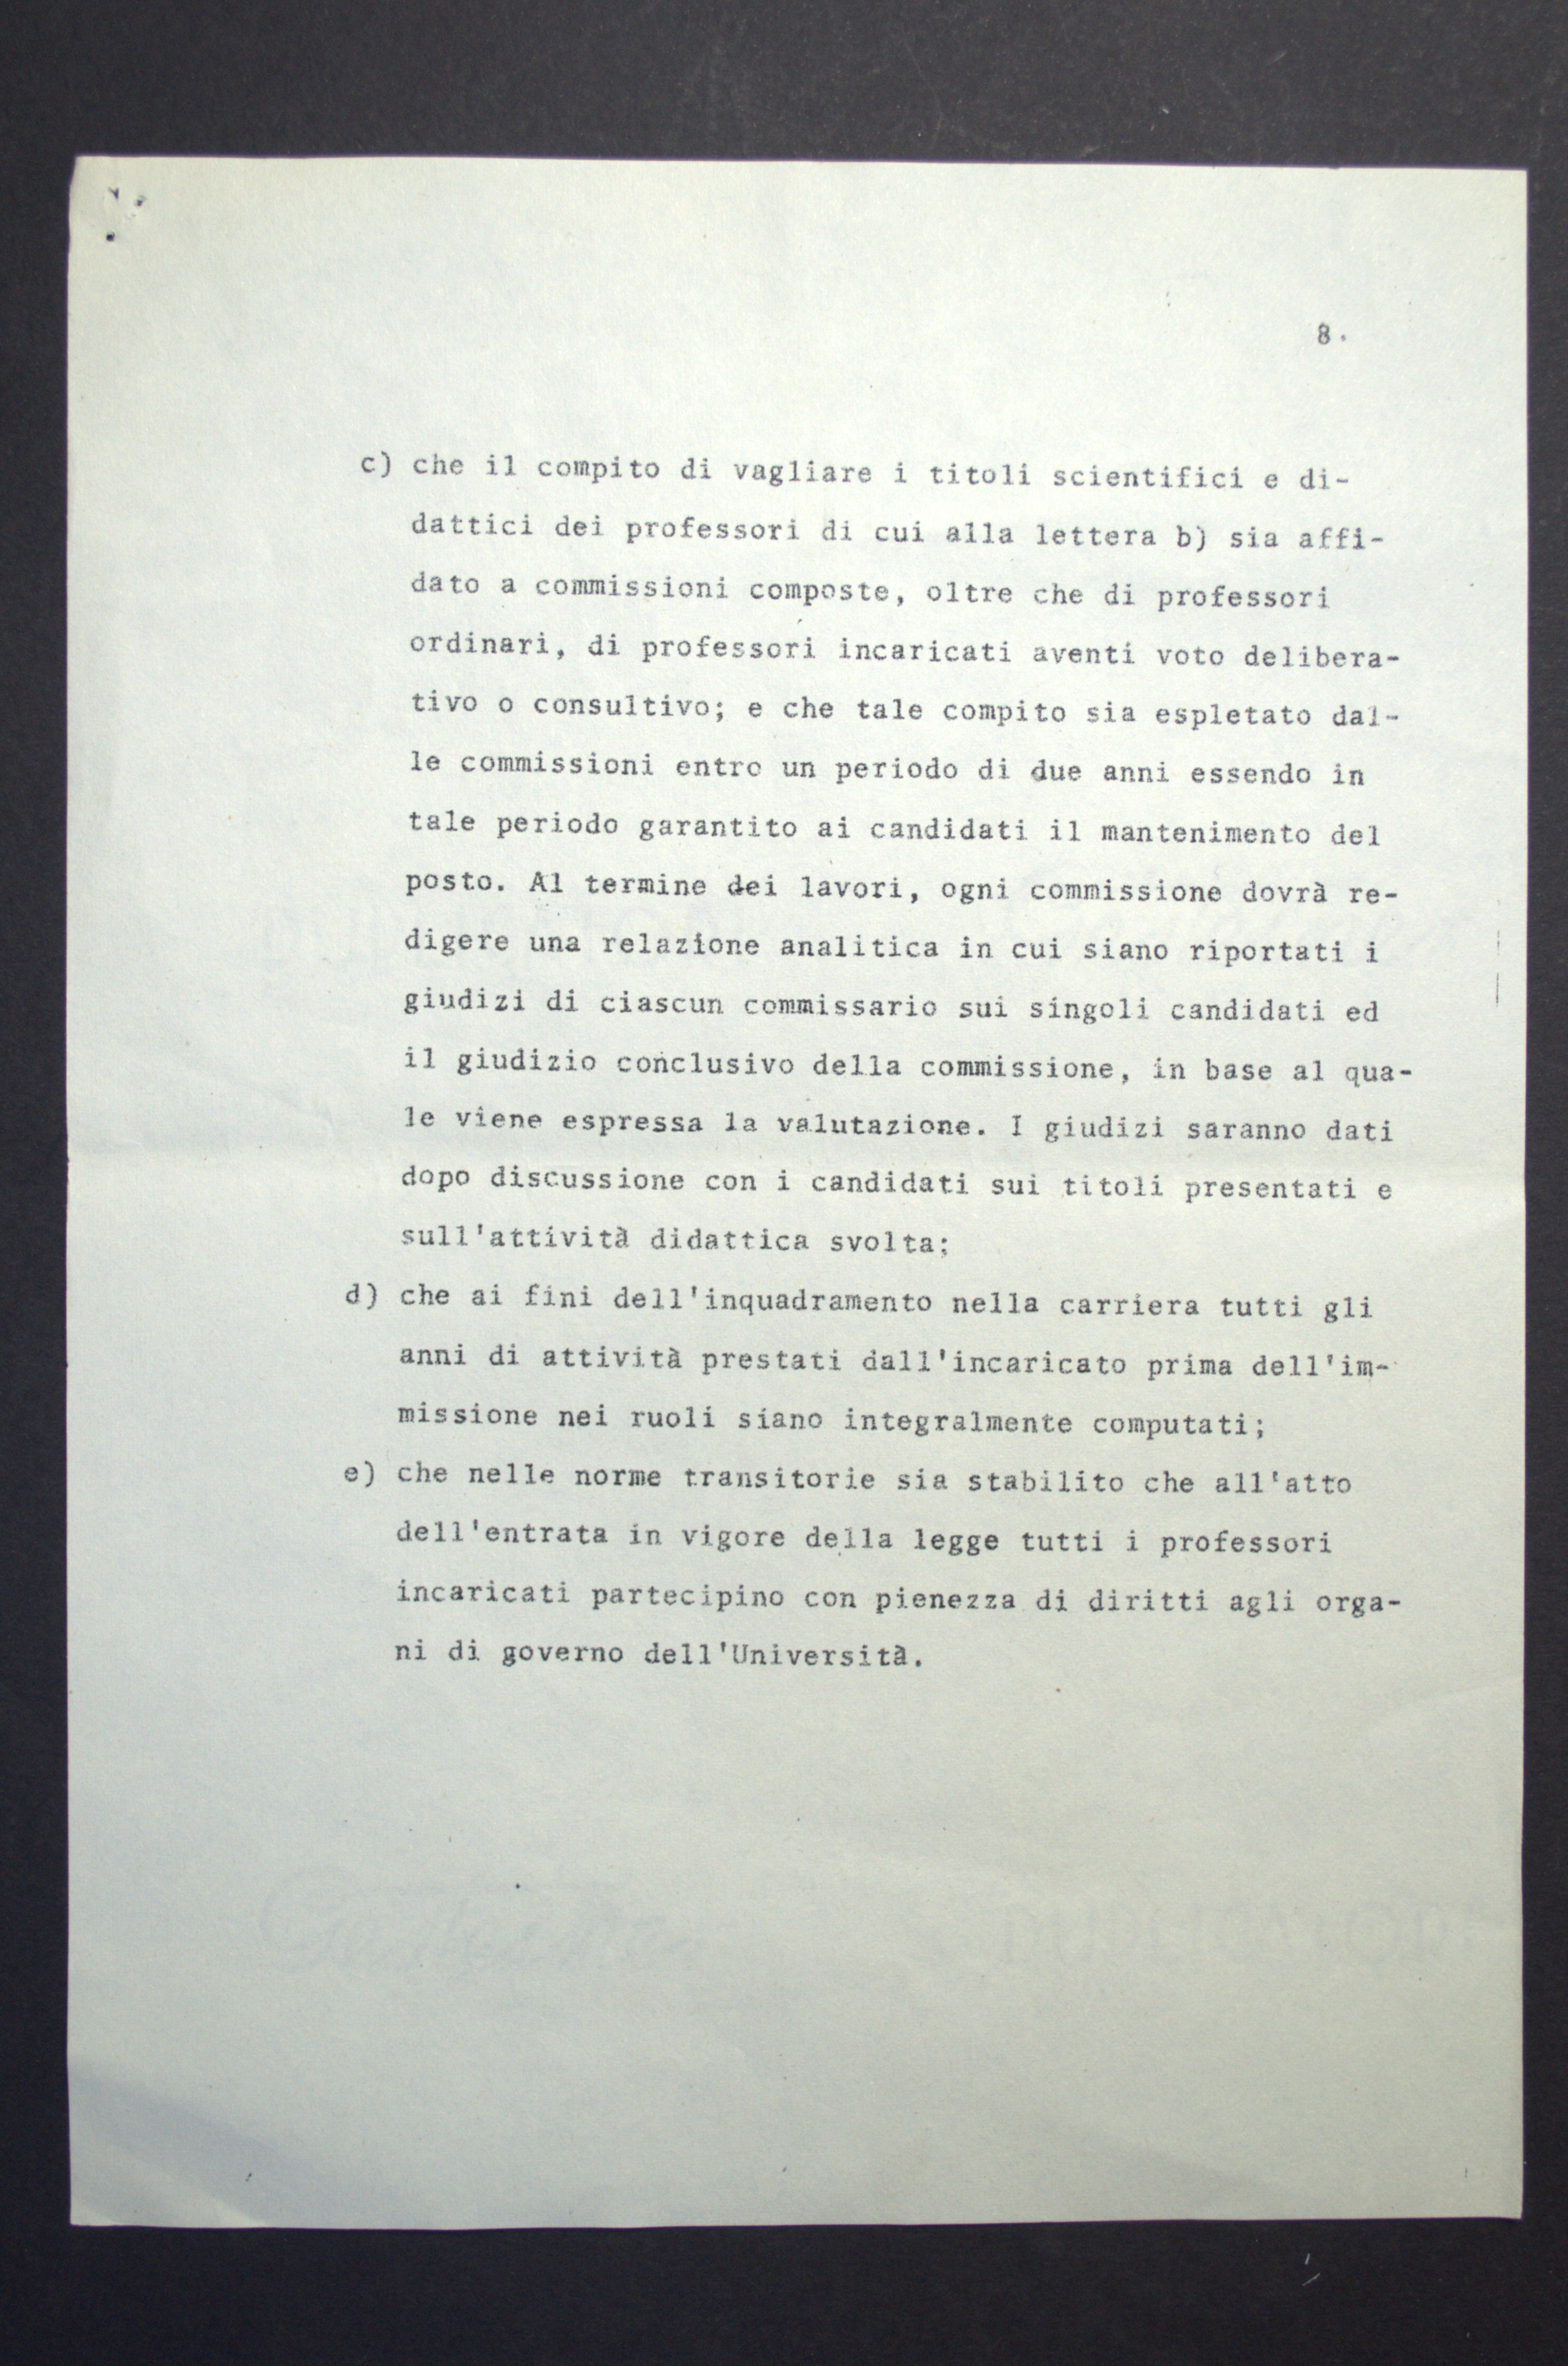 8.
c) che il compito di vagliare i titoli scientifici e di-
dattici dei professori di cui alla lettera b) sia affi-
dato a commissioni composte, oltre che di professori
ordinari, di professori incaricati aventi voto delibera-
tivo o consultivo; e che tale compito sia espletato dal-
le commissioni entro un periodo di due anni essendo in
tale periodo garantito ai candidati il mantenimento del
posto. Al termine dei lavori, ogni commissione dovrà re-
digere una relazione analitica in cui siano riportati i
giudizi di ciascun commissario sui singoli candidati ed
il giudizio conclusivo della commissione, in base al qua-
le viene espressa la valutazione. I giudizi saranno dati
dopo discussione con i candidati sui titoli presentati e
sull'attività didattica svolta;
d) che ai fini dell'inquadramento nella carriera tutti gli
anni di attività prestati dall'incaricato prima dell'im-
missione nei ruoli siano integralmente computati;
e) che nelle norme transitorie sia stabilito che all'atto
dell'entrata in vigore della legge tutti i professori
incaricati partecipino con pienezza di diritti agli orga-
ni di governo dell'Università.